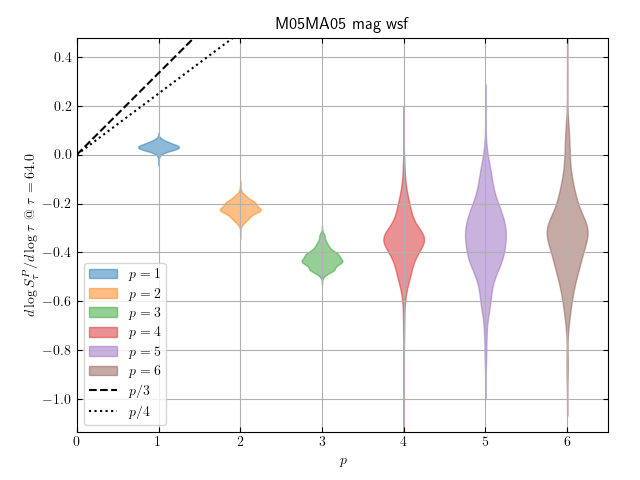 M05MA05 mag wsf
d log S_τ^P / d log τ @ τ = 64.0
0.4
0.2
0.0
−0.2
−0.4
−0.6
−0.8
−1.0
p = 1
p = 2
p = 3
p = 4
p = 5
p = 6
p/3
p/4
0 1 2 3 4 5 6
p